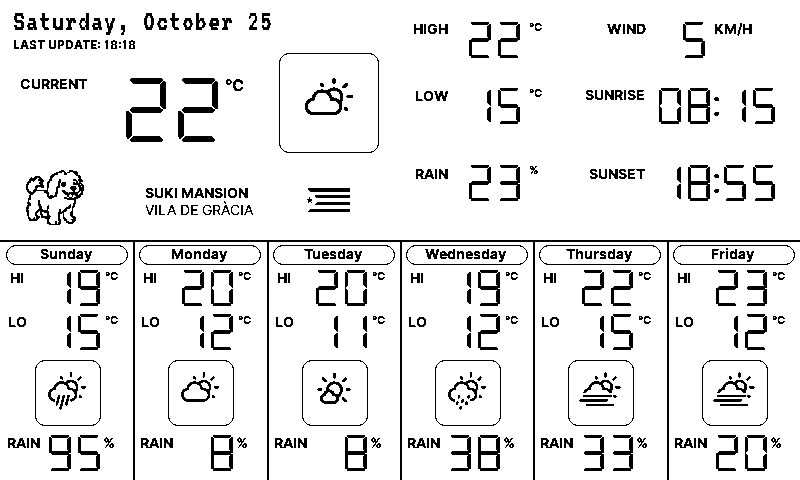 Saturday, October 25
LAST UPDATE: 18:18
CURRENT 22 °C
HIGH 22 °C
WIND 5 KM/H
LOW 15 °C
SUNRISE 08:15
RAIN 23 %
SUNSET 18:55
SUKI MANSION
VILA DE GRÀCIA
Sunday
HI 19 °C
LO 15 °C
RAIN 95 %
Monday
HI 20 °C
LO 12 °C
RAIN 8 %
Tuesday
HI 20 °C
LO 11 °C
RAIN 8 %
Wednesday
HI 19 °C
LO 12 °C
RAIN 38 %
Thursday
HI 22 °C
LO 15 °C
RAIN 33 %
Friday
HI 23 °C
LO 12 °C
RAIN 20 %